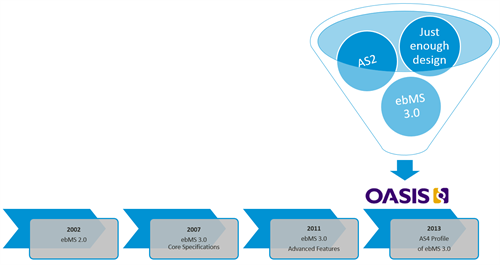 Just
enough
design
AS2
ebMS
3.0
OASIS
2002
ebMS 2.0
2007
ebMS 3.0
Core Specifications
2011
ebMS 3.0
Advanced Features
2013
AS4 Profile
of ebMS 3.0